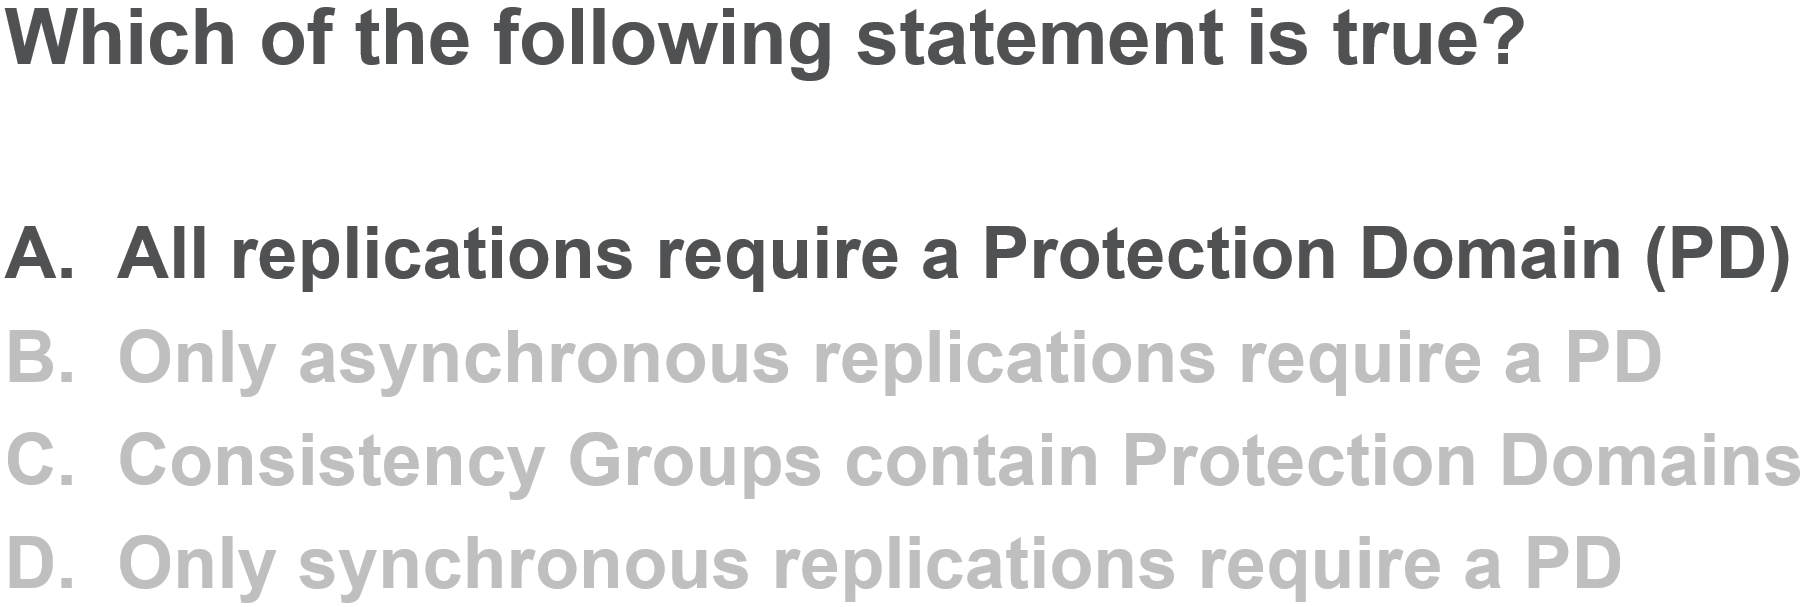 Which of the following statement is true?
A. All replications require a Protection Domain (PD)
B. Only asynchronous replications require a PD
C. Consistency Groups contain Protection Domains
D. Only synchronous replications require a PD